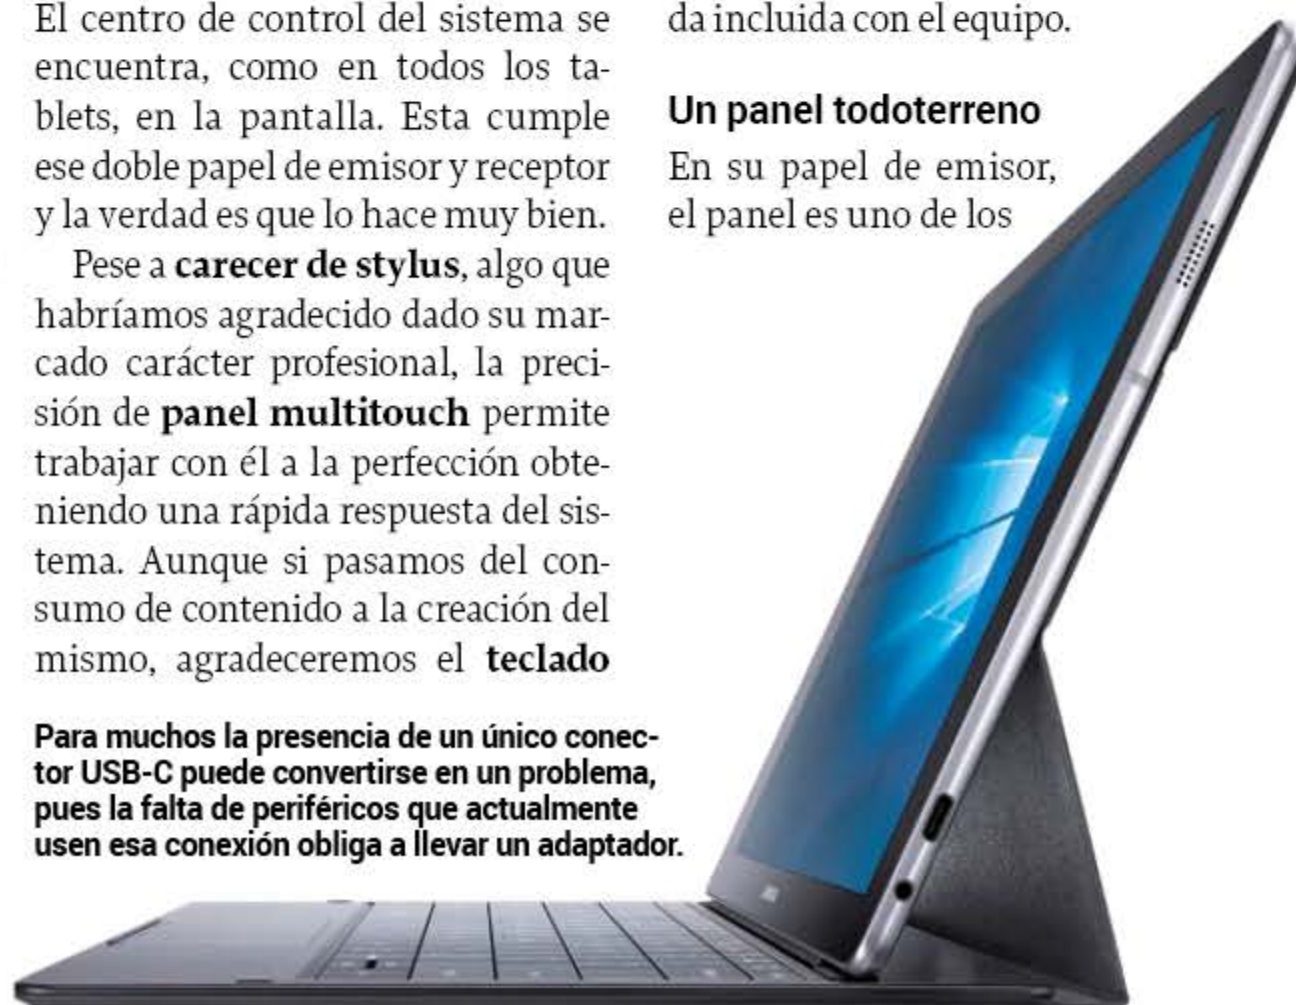 El centro de control del sistema se
encuentra, como en todos los ta-
blets, en la pantalla. Esta cumple
ese doble papel de emisor y receptor
y la verdad es que lo hace muy bien.
Pese a carecer de stylus, algo que
habríamos agradecido dado su mar-
cado carácter profesional, la preci-
sión de panel multitouch permite
trabajar con él a la perfección obte-
niendo una rápida respuesta del sis-
tema. Aunque si pasamos del con-
sumo de contenido a la creación del
mismo, agradeceremos el teclado
Para muchos la presencia de un único conec-
tor USB-C puede convertirse en un problema,
pues la falta de periféricos que actualmente
usen esa conexión obliga a llevar un adaptador.
da incluida con el equipo.
Un panel todoterreno
En su papel de emisor,
el panel es uno de los